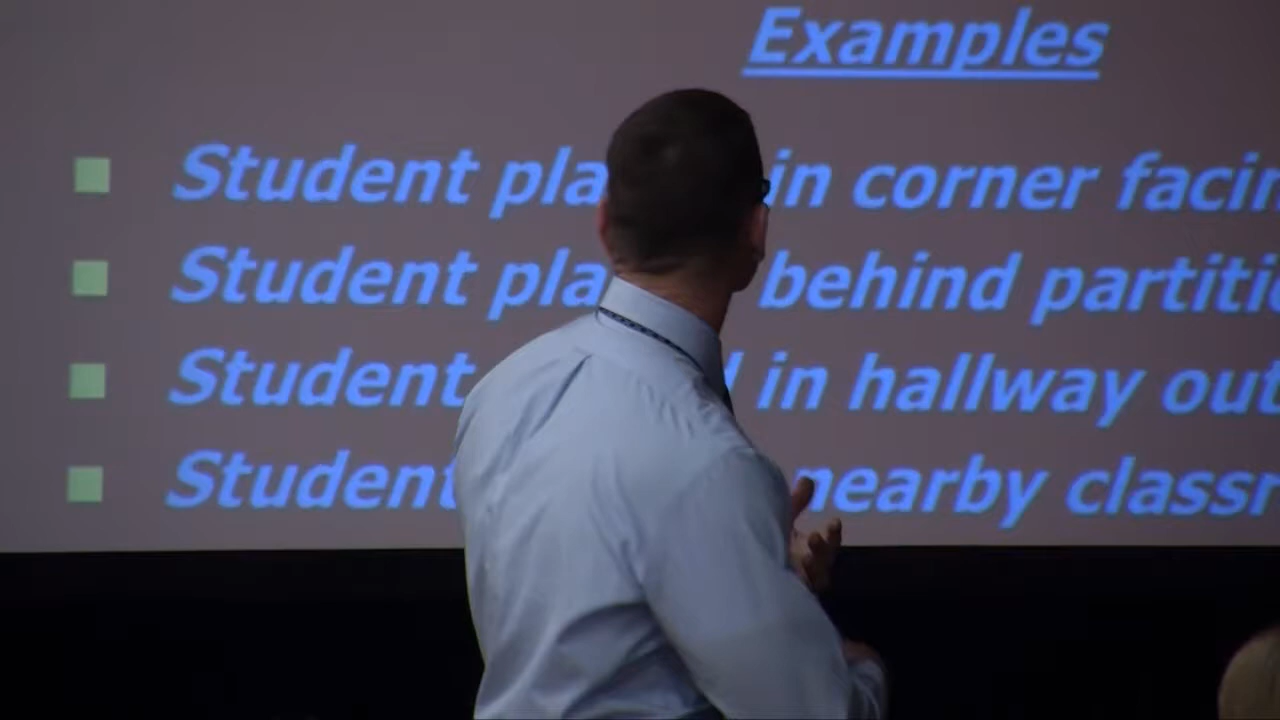 Examples
Student pla in corner facin
Student pla behind partiti
Student d in hallway out
Student nearby classr